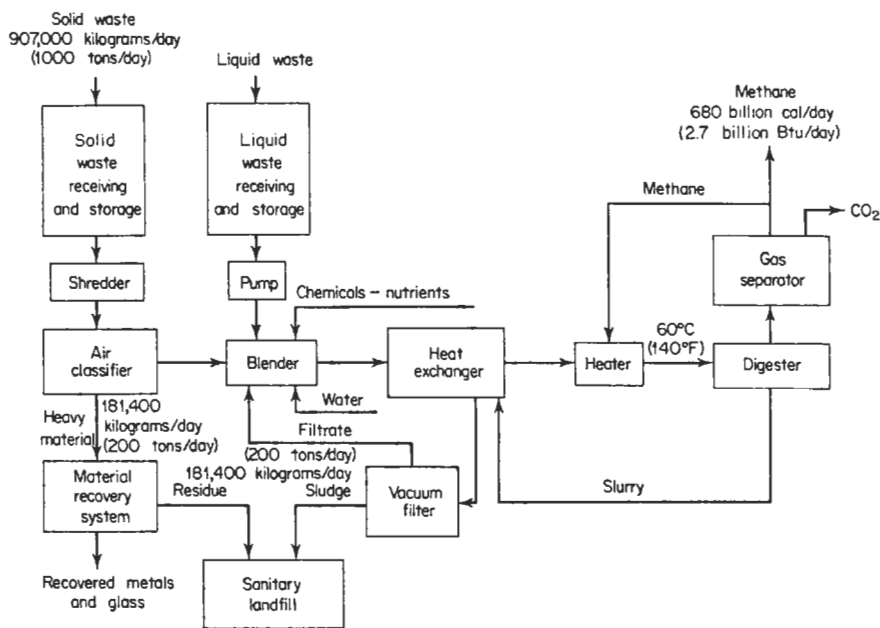 Solid waste
907,000 kilograms/day
(1000 tons/day)
Liquid waste
Solid
waste
receiving
and storage
Liquid
waste
receiving
and storage
Methane
680 billion cal/day
(2.7 billion Btu/day)
Methane
CO₂
Gas
separator
Shredder
Pump
Chemicals – nutrients
Air
classifier
Blender
Heat
exchanger
Heater
60°C
(140°F)
Digester
Water
Heavy
material
181,400
kilograms/day
(200 tons/day)
Filtrate
(200 tons/day)
181,400 kilograms/day
Material
recovery
system
Residue
Sludge
Vacuum
filter
Slurry
Recovered metals
and glass
Sanitary
landfill